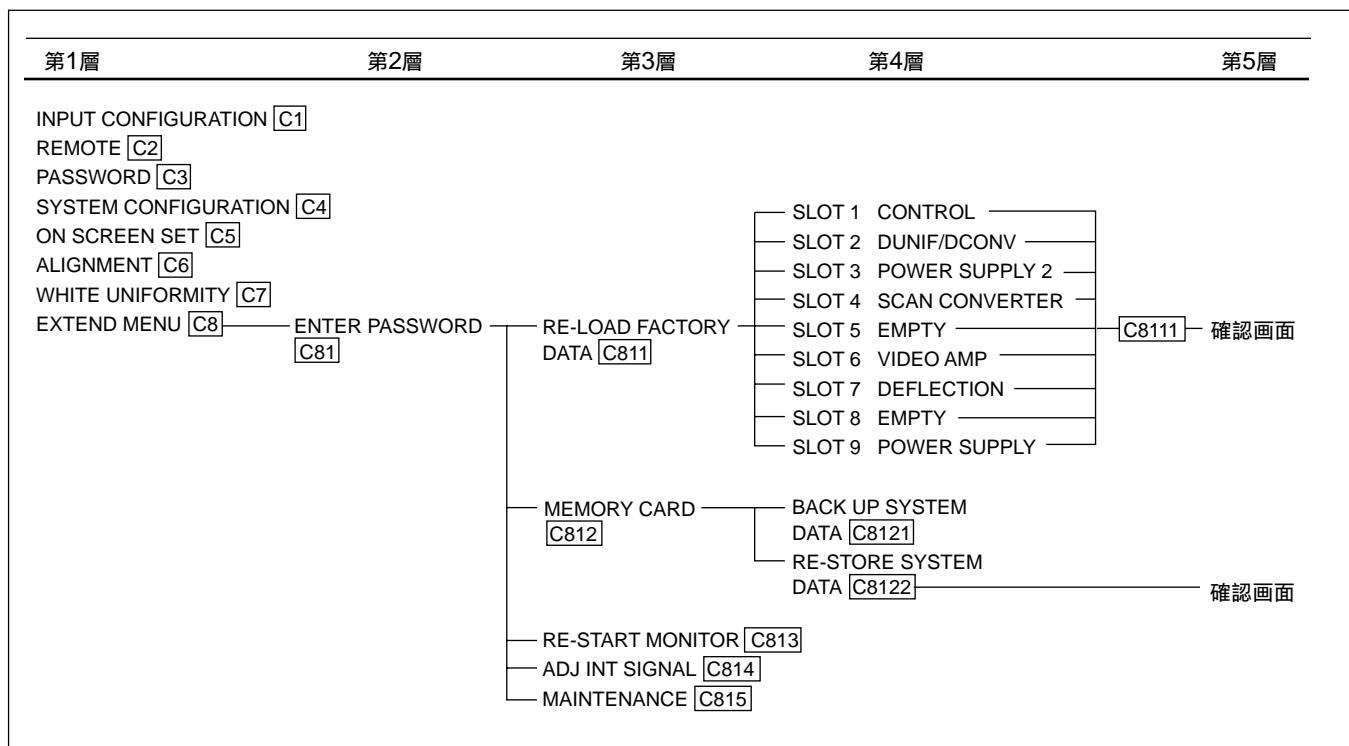 第1層 第2層 第3層 第4層 第5層
INPUT CONFIGURATION C1
REMOTE C2
PASSWORD C3
SYSTEM CONFIGURATION C4
ON SCREEN SET C5
ALIGNMENT C6
WHITE UNIFORMITY C7
EXTEND MENU C8
ENTER PASSWORD
C81
RE-LOAD FACTORY
DATA C811
SLOT 1 CONTROL
SLOT 2 DUNIF/DCONV
SLOT 3 POWER SUPPLY 2
SLOT 4 SCAN CONVERTER
SLOT 5 EMPTY
SLOT 6 VIDEO AMP
SLOT 7 DEFLECTION
SLOT 8 EMPTY
SLOT 9 POWER SUPPLY
C8111 確認画面
MEMORY CARD
C812
BACK UP SYSTEM
DATA C8121
RE-STORE SYSTEM
DATA C8122 確認画面
RE-START MONITOR C813
ADJ INT SIGNAL C814
MAINTENANCE C815